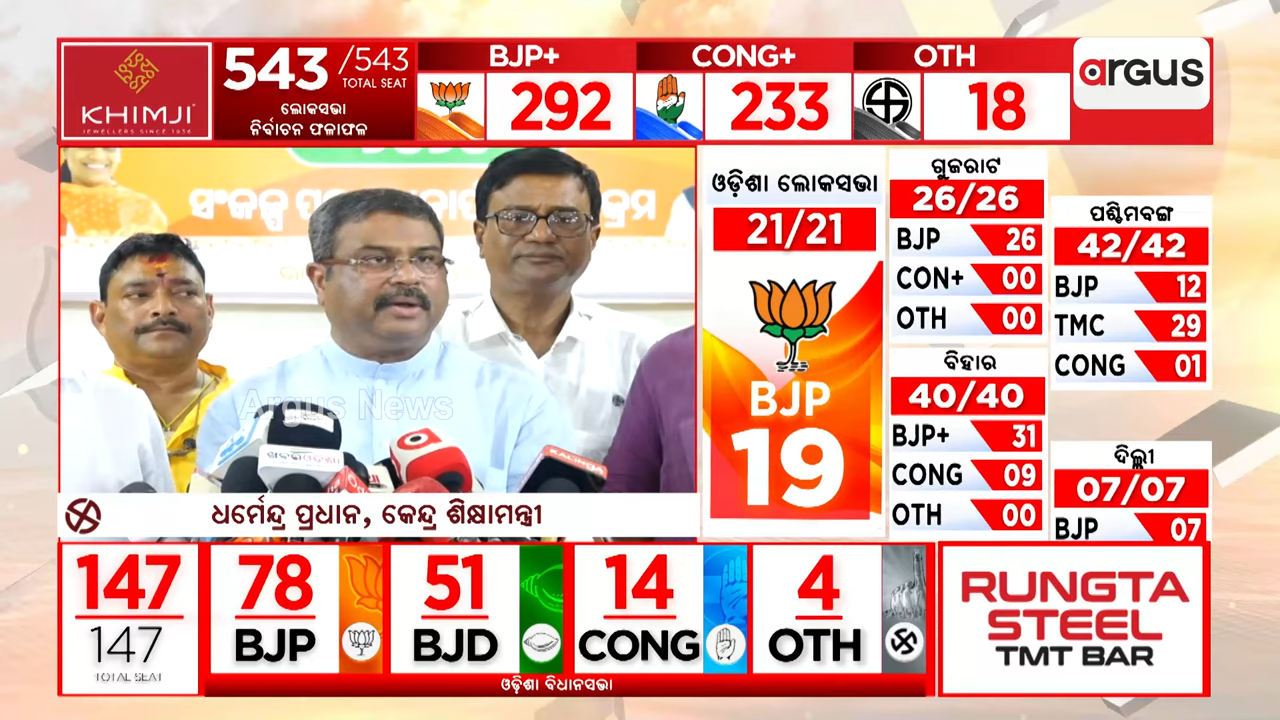 KHIMJI
JEWELLERS SINCE 1936
543 /543
TOTAL SEAT
ଲୋକସଭା
ନିର୍ବାଚନ ଫଳାଫଳ
BJP+
292
CONG+
233
OTH
18
argus
ସଂକଳ୍ପ
Argus News
ଖବର ଓଡ଼ିଶା
KALINGA
ଧର୍ମେନ୍ଦ୍ର ପ୍ରଧାନ, କେନ୍ଦ୍ର ଶିକ୍ଷାମନ୍ତ୍ରୀ
ଓଡ଼ିଶା ଲୋକସଭା
21/21
BJP
19
ଗୁଜରାଟ
26/26
BJP 26
CON+ 00
OTH 00
ବିହାର
40/40
BJP+ 31
CONG 09
OTH 00
ପଶ୍ଚିମବଙ୍ଗ
42/42
BJP 12
TMC 29
CONG 01
ଦିଲ୍ଲୀ
07/07
BJP 07
147
147
TOTAL SEAT
78
BJP
51
BJD
14
CONG
4
OTH
ଓଡ଼ିଶା ବିଧାନସଭା
RUNGTA
STEEL
TMT BAR